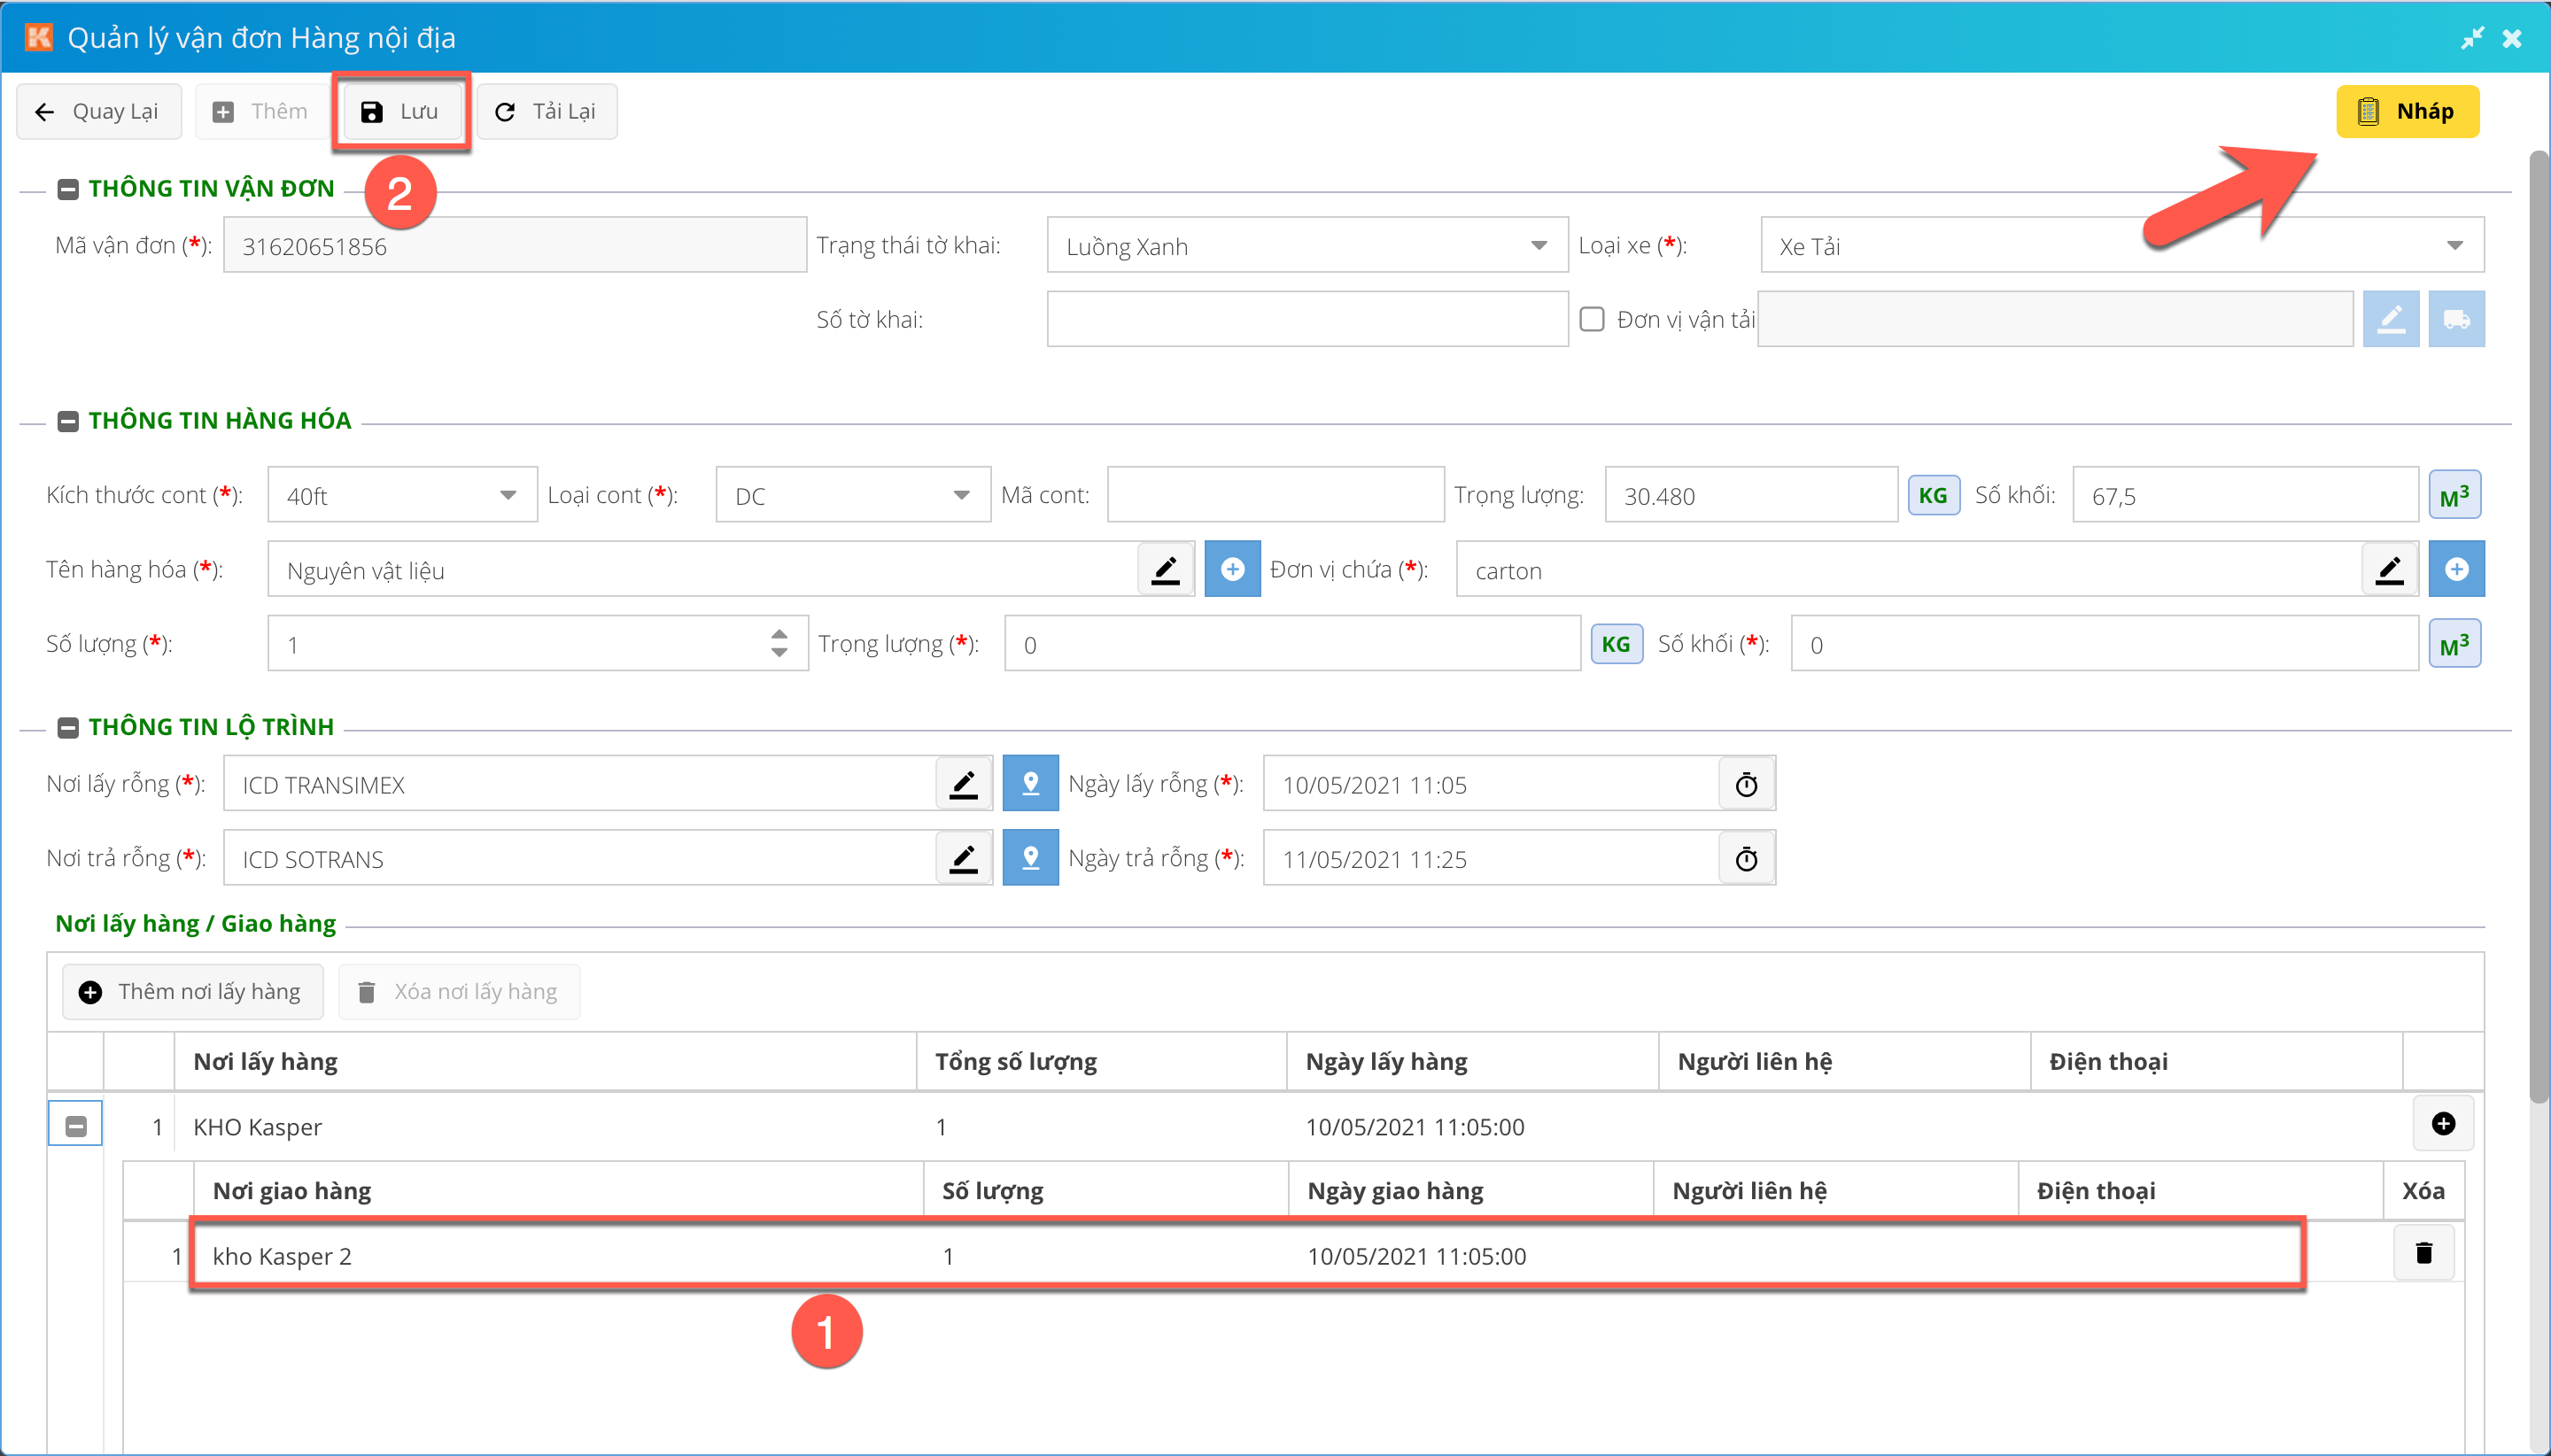 K Quản lý vận đơn Hàng nội địa
Quay Lại Thêm Lưu Tải Lại Nháp
2
THÔNG TIN VẬN ĐƠN
Mã vận đơn (*): 31620651856 Trạng thái tờ khai: Luồng Xanh Loại xe (*): Xe Tải
Số tờ khai: Đơn vị vận tải
THÔNG TIN HÀNG HÓA
Kích thước cont (*): 40ft Loại cont (*): DC Mã cont: Trọng lượng: 30.480 KG Số khối: 67,5 M³
Tên hàng hóa (*): Nguyên vật liệu Đơn vị chứa (*): carton
Số lượng (*): 1 Trọng lượng (*): 0 KG Số khối (*): 0 M³
THÔNG TIN LỘ TRÌNH
Nơi lấy rỗng (*): ICD TRANSIMEX Ngày lấy rỗng (*): 10/05/2021 11:05
Nơi trả rỗng (*): ICD SOTRANS Ngày trả rỗng (*): 11/05/2021 11:25
Nơi lấy hàng / Giao hàng
Thêm nơi lấy hàng Xóa nơi lấy hàng
Nơi lấy hàng Tổng số lượng Ngày lấy hàng Người liên hệ Điện thoại
1 KHO Kasper 1 10/05/2021 11:05:00
Nơi giao hàng Số lượng Ngày giao hàng Người liên hệ Điện thoại Xóa
1 kho Kasper 2 1 10/05/2021 11:05:00
1